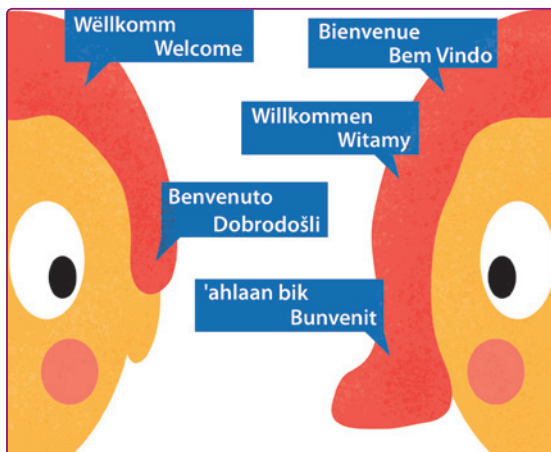 Wëllkomm
Welcome
Bienvenue
Bem Vindo
Willkommen
Witamy
Benvenuto
Dobrodošli
'ahlaan bik
Bunvenit